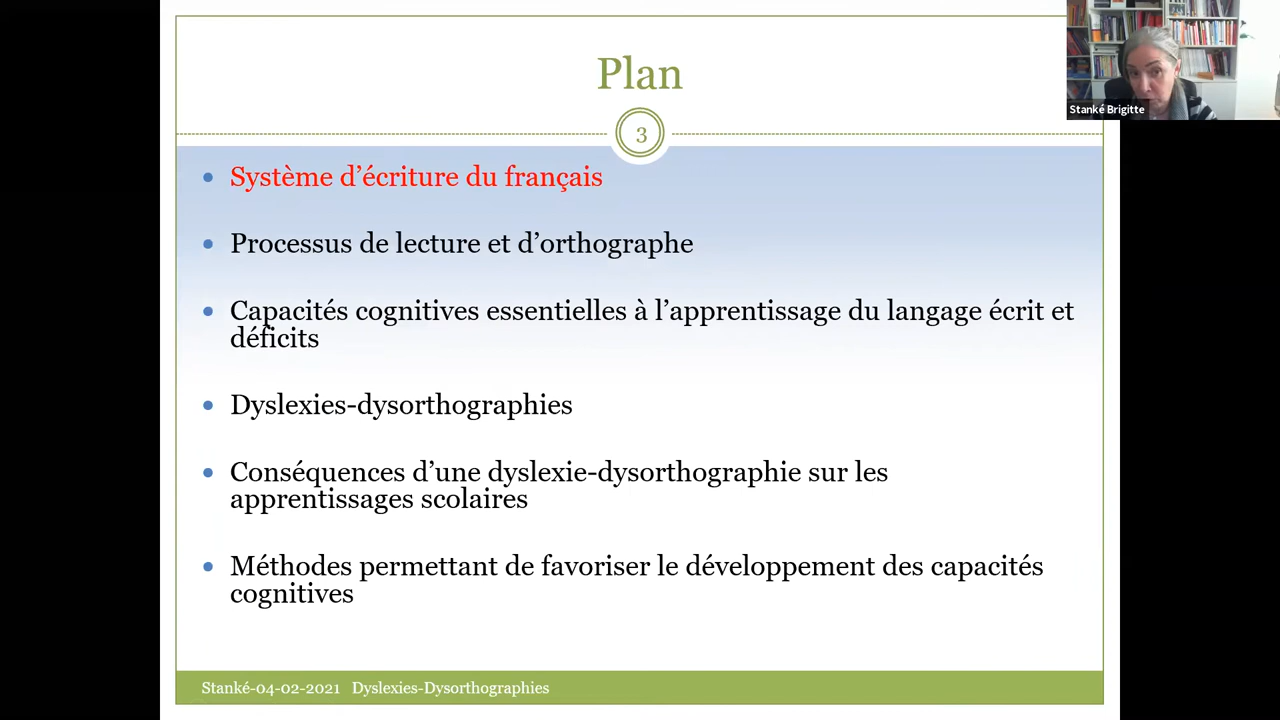 Plan
3
Stanké Brigitte
Système d’écriture du français
Processus de lecture et d’orthographe
Capacités cognitives essentielles à l’apprentissage du langage écrit et
déficits
Dyslexies-dysorthographies
Conséquences d’une dyslexie-dysorthographie sur les
apprentissages scolaires
Méthodes permettant de favoriser le développement des capacités
cognitives
Stanké-04-02-2021 Dyslexies-Dysorthographies